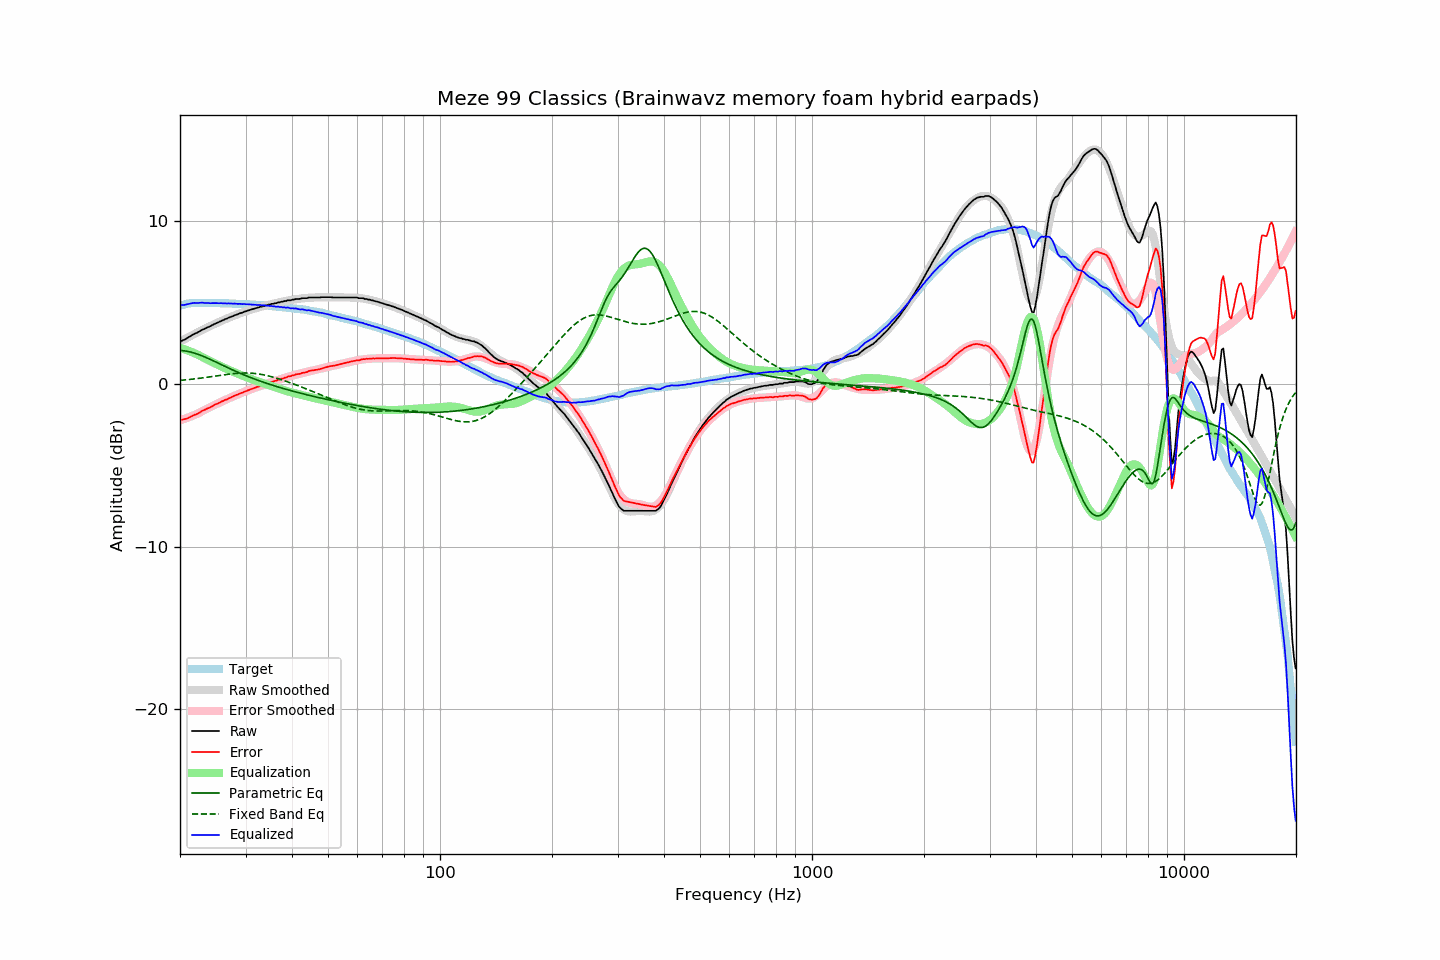 Meze 99 Classics (Brainwavz memory foam hybrid earpads)
Amplitude (dBr)
10
0
−10
−20
Target
Raw Smoothed
Error Smoothed
Raw
Error
Equalization
Parametric Eq
Fixed Band Eq
Equalized
100
1000
10000
Frequency (Hz)